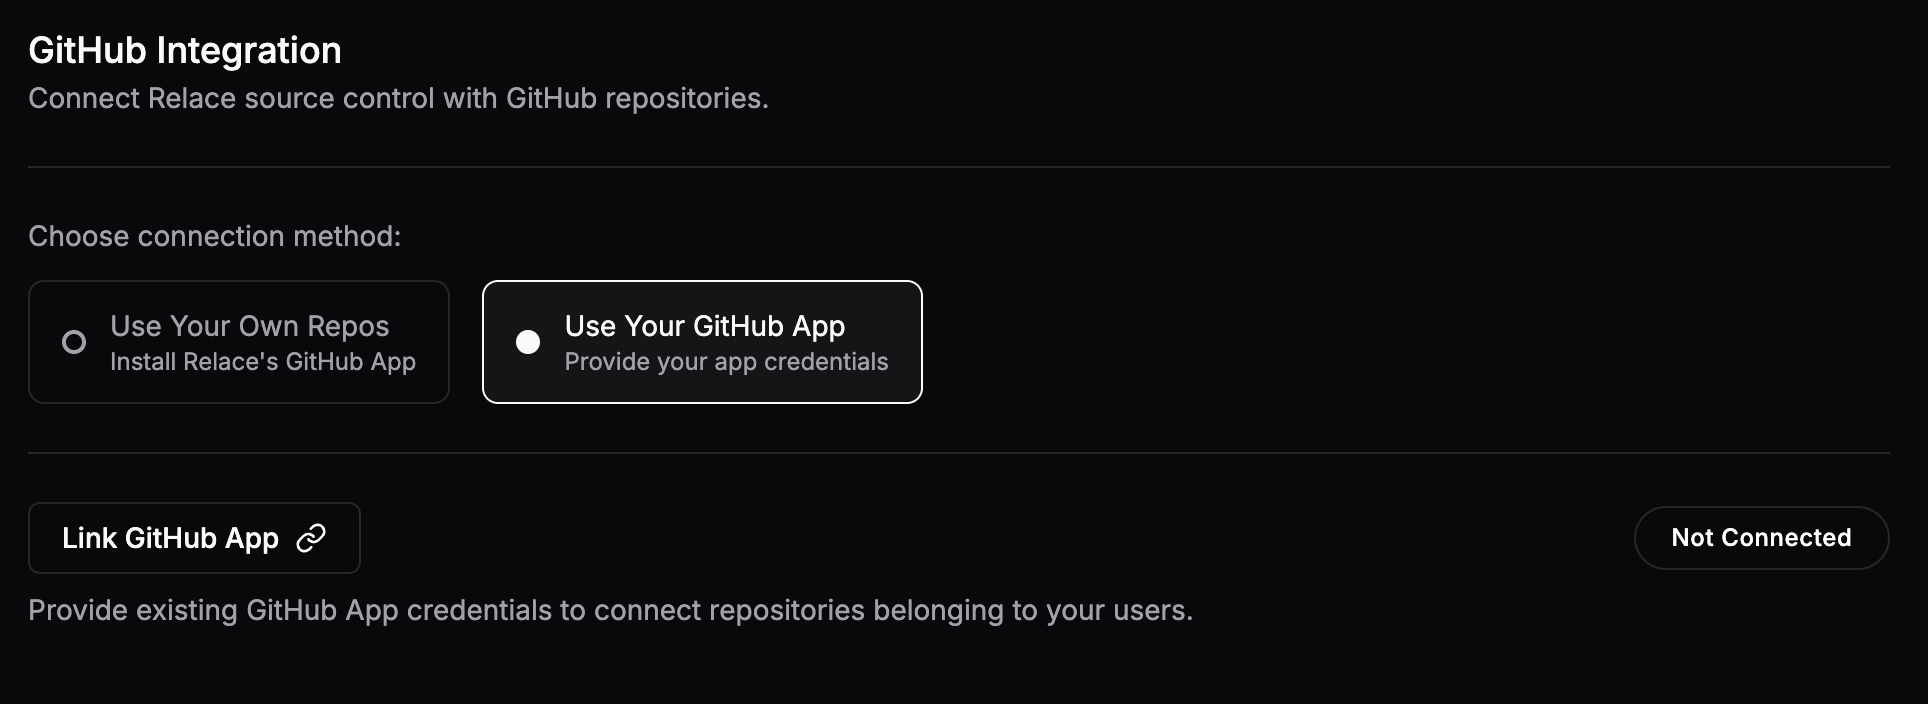 GitHub Integration
Connect Relace source control with GitHub repositories.
Choose connection method:
Use Your Own Repos
Install Relace's GitHub App
Use Your GitHub App
Provide your app credentials
Link GitHub App
Not Connected
Provide existing GitHub App credentials to connect repositories belonging to your users.